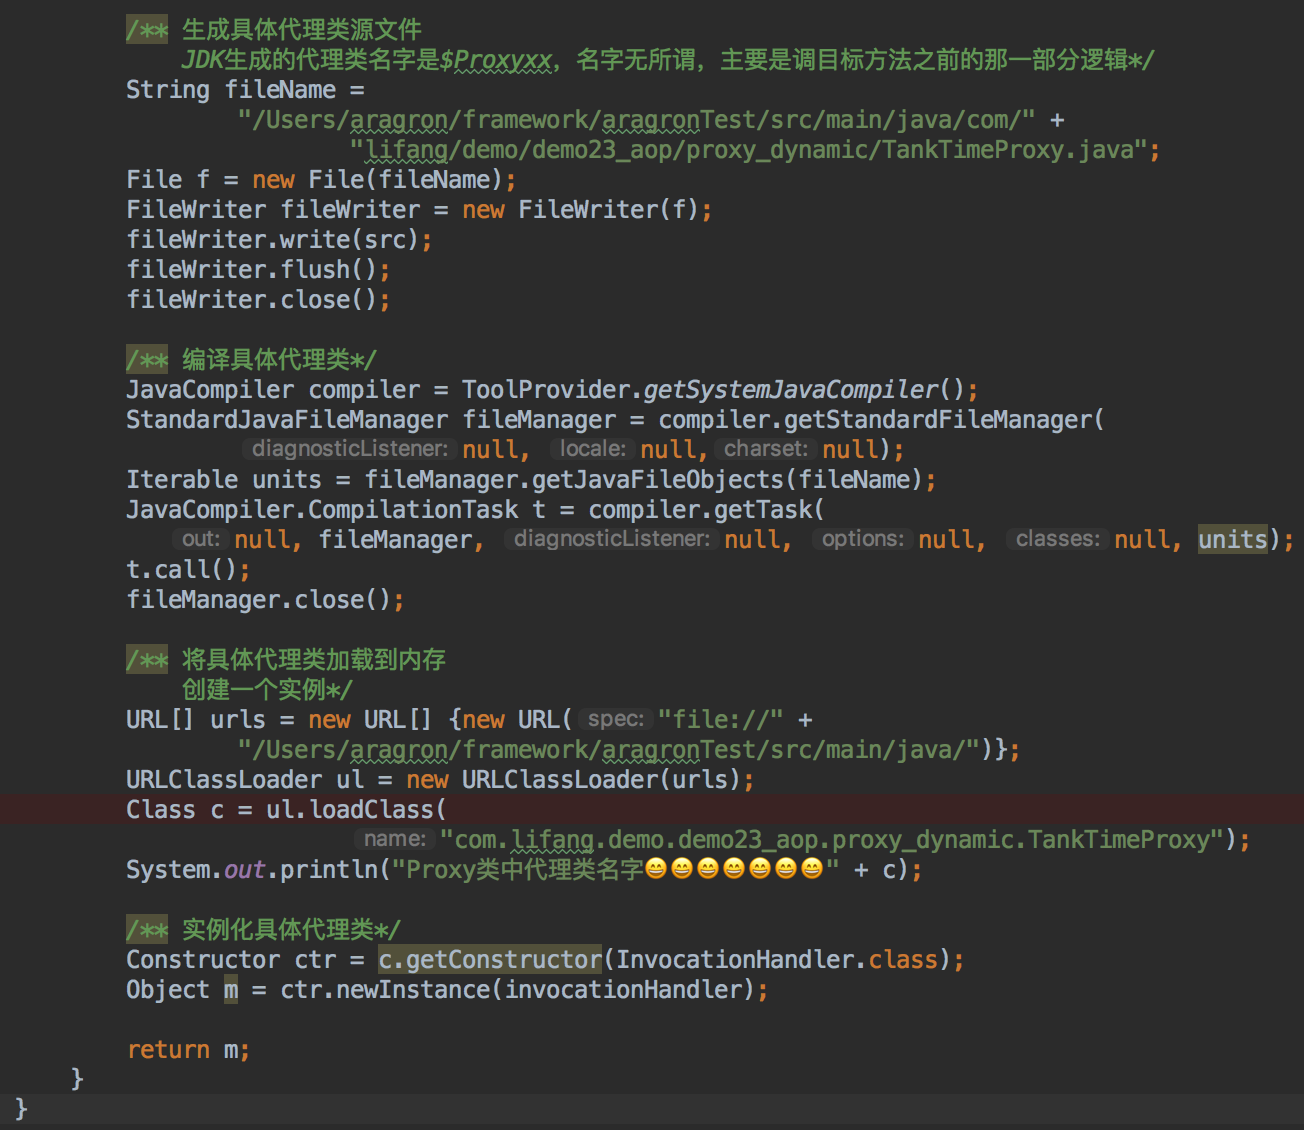 /** 生成具体代理类源文件
JDK生成的代理类名字是$Proxyxx，名字无所谓，主要是调目标方法之前的那一部分逻辑*/
String fileName =
"/Users/aragron/framework/aragronTest/src/main/java/com/" +
"lifang/demo/demo23_aop/proxy_dynamic/TankTimeProxy.java";
File f = new File(fileName);
FileWriter fileWriter = new FileWriter(f);
fileWriter.write(src);
fileWriter.flush();
fileWriter.close();
/** 编译具体代理类*/
JavaCompiler compiler = ToolProvider.getSystemJavaCompiler();
StandardJavaFileManager fileManager = compiler.getStandardFileManager(
diagnosticListener: null, locale: null, charset: null);
Iterable units = fileManager.getJavaFileObjects(fileName);
JavaCompiler.CompilationTask t = compiler.getTask(
out: null, fileManager, diagnosticListener: null, options: null, classes: null, units);
t.call();
fileManager.close();
/** 将具体代理类加载到内存
创建一个实例*/
URL[] urls = new URL[] {new URL( spec: "file://" +
"/Users/aragron/framework/aragronTest/src/main/java/")};
URLClassLoader ul = new URLClassLoader(urls);
Class c = ul.loadClass(
name: "com.lifang.demo.demo23_aop.proxy_dynamic.TankTimeProxy");
System.out.println("Proxy类中代理类名字😄😄😄😄😄😄😄" + c);
/** 实例化具体代理类*/
Constructor ctr = c.getConstructor(InvocationHandler.class);
Object m = ctr.newInstance(invocationHandler);
return m;
}
}